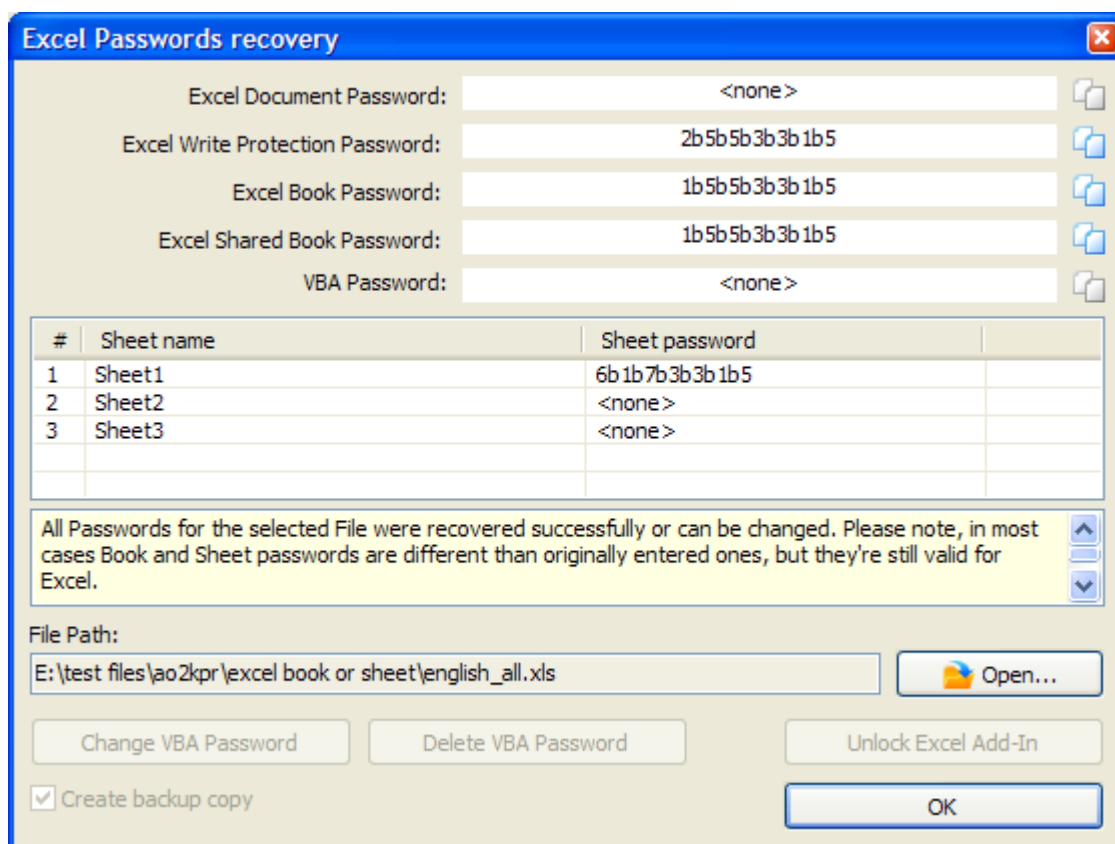 Excel Passwords recovery
Excel Document Password: <none>
Excel Write Protection Password: 2b5b5b3b3b1b5
Excel Book Password: 1b5b5b3b3b1b5
Excel Shared Book Password: 1b5b5b3b3b1b5
VBA Password: <none>
# Sheet name Sheet password
1 Sheet1 6b1b7b3b3b1b5
2 Sheet2 <none>
3 Sheet3 <none>
All Passwords for the selected File were recovered successfully or can be changed. Please note, in most
cases Book and Sheet passwords are different than originally entered ones, but they're still valid for
Excel.
File Path:
E:\test files\ao2kpr\excel book or sheet\english_all.xls Open...
Change VBA Password Delete VBA Password Unlock Excel Add-In
Create backup copy OK